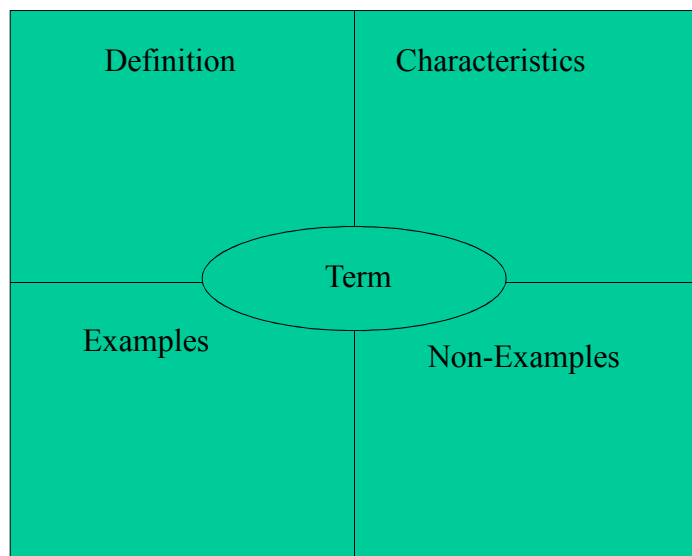 Definition
Characteristics
Term
Examples
Non-Examples